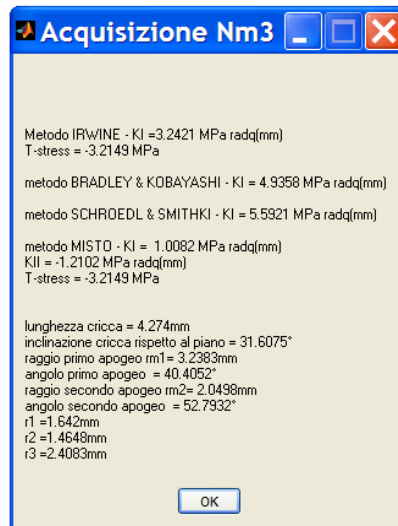 Acquisizione Nm3
Metodo IRWINE - KI =3.2421 MPa radq(mm)
T-stress = -3.2149 MPa
metodo BRADLEY & KOBAYASHI - KI = 4.9358 MPa radq(mm)
metodo SCHROEDL & SMITHKI - KI = 5.5921 MPa radq(mm)
metodo MISTO - KI =  1.0082 MPa radq(mm)
KII = -1.2102 MPa radq(mm)
T-stress = -3.2149 MPa
lunghezza cricca = 4.274mm
inclinazione cricca rispetto al piano = 31.6075°
raggio primo apogeo rm1= 3.2383mm
angolo primo apogeo  = 40.4052°
raggio secondo apogeo rm2= 2.0498mm
angolo secondo apogeo  = 52.7932°
r1 =1.642mm
r2 =1.4648mm
r3 =2.4083mm
OK